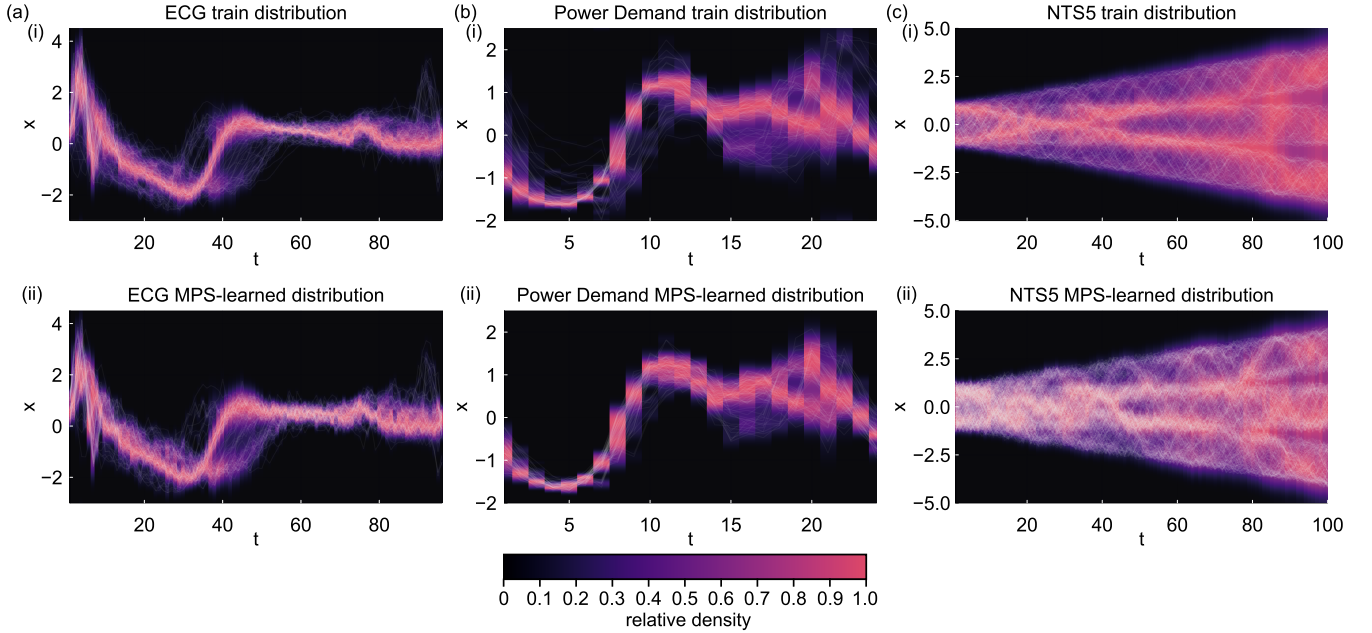 (a) ECG train distribution
(i)
4
2
0
−2
x
20 40 60 80
t
(b) Power Demand train distribution
(i)
2
1
0
−1
−2
x
5 10 15 20
t
(c) NTS5 train distribution
(i)
5.0
2.5
0.0
−2.5
−5.0
x
20 40 60 80 100
t
(ii) ECG MPS-learned distribution
4
2
0
−2
x
20 40 60 80
t
(ii) Power Demand MPS-learned distribution
2
1
0
−1
−2
x
5 10 15 20
t
(ii) NTS5 MPS-learned distribution
5.0
2.5
0.0
−2.5
−5.0
x
20 40 60 80 100
t
0 0.1 0.2 0.3 0.4 0.5 0.6 0.7 0.8 0.9 1.0
relative density